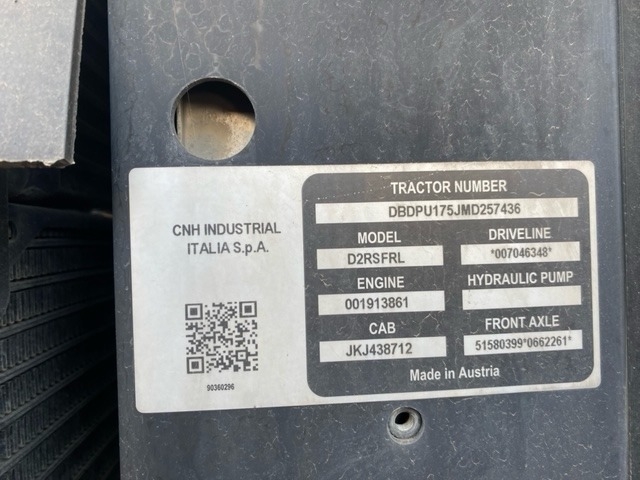 CNH INDUSTRIAL
ITALIA S.p.A.
90360296
TRACTOR NUMBER
DBDPU175JMD257436
MODEL
D2RSFRL
DRIVELINE
*007046348*
ENGINE
001913861
HYDRAULIC PUMP
CAB
JKJ438712
FRONT AXLE
51580399*0662261*
Made in Austria